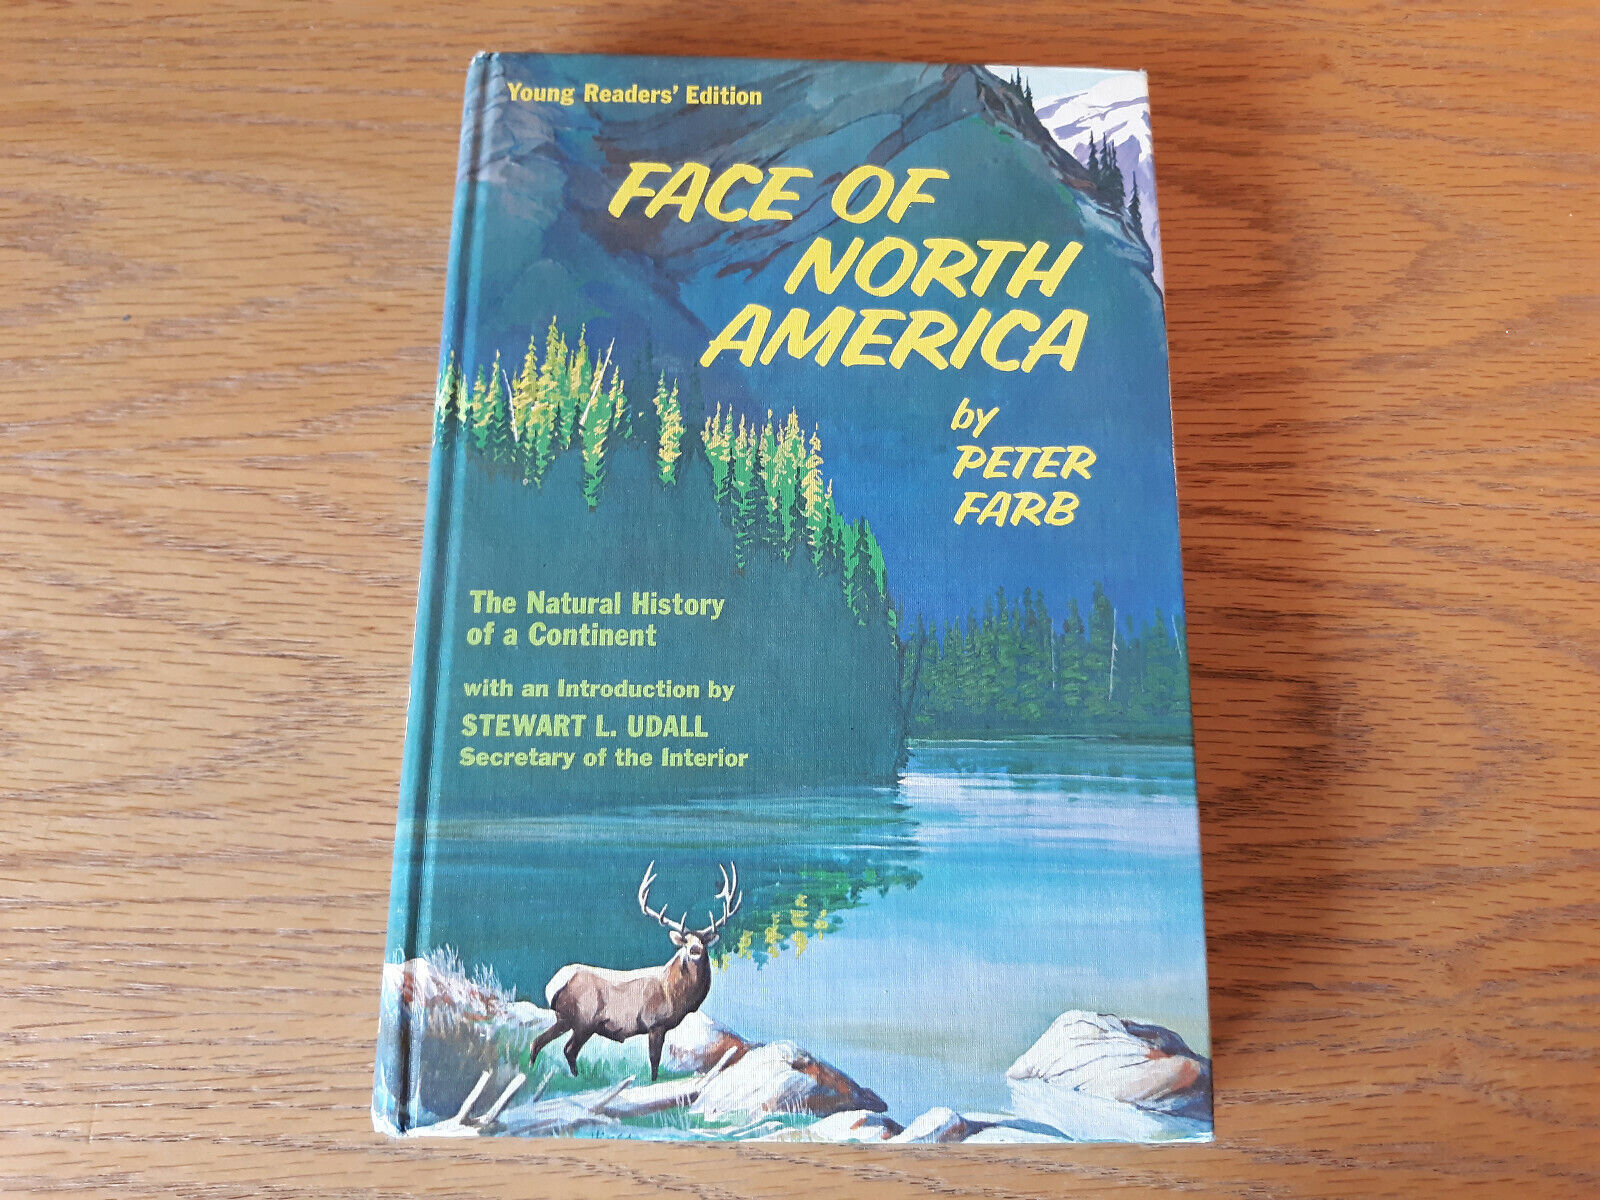 Young Readers' Edition
FACE OF
NORTH
AMERICA
by
PETER
FARB
The Natural History
of a Continent
with an Introduction by
STEWART L. UDALL
Secretary of the Interior